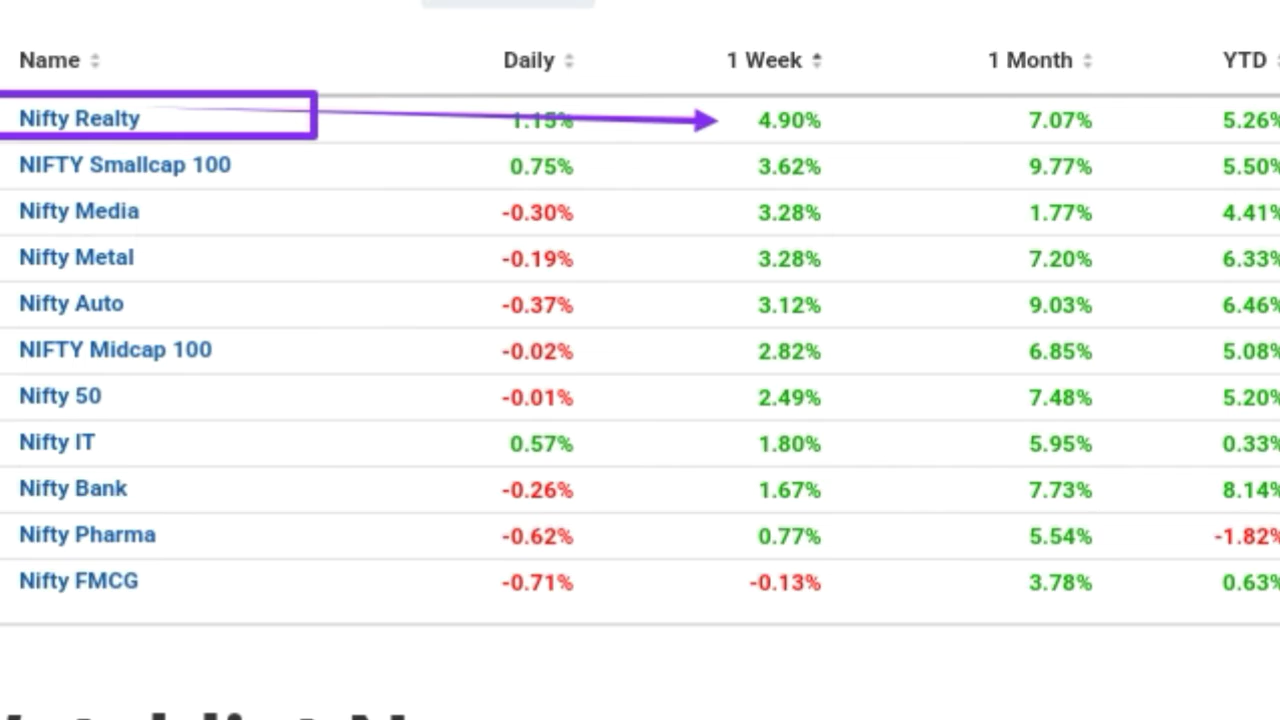 Name Daily 1 Week 1 Month YTD
Nifty Realty 1.15% 4.90% 7.07% 5.26%
NIFTY Smallcap 100 0.75% 3.62% 9.77% 5.50%
Nifty Media -0.30% 3.28% 1.77% 4.41%
Nifty Metal -0.19% 3.28% 7.20% 6.33%
Nifty Auto -0.37% 3.12% 9.03% 6.46%
NIFTY Midcap 100 -0.02% 2.82% 6.85% 5.08%
Nifty 50 -0.01% 2.49% 7.48% 5.20%
Nifty IT 0.57% 1.80% 5.95% 0.33%
Nifty Bank -0.26% 1.67% 7.73% 8.14%
Nifty Pharma -0.62% 0.77% 5.54% -1.82%
Nifty FMCG -0.71% -0.13% 3.78% 0.63%